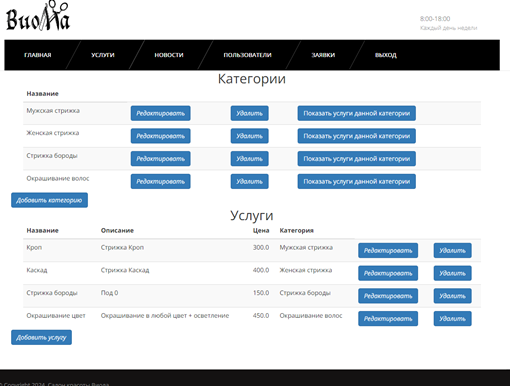 ВиоЛа
8:00-18:00
Каждый день недели
ГЛАВНАЯ УСЛУГИ НОВОСТИ ПОЛЬЗОВАТЕЛИ ЗАЯВКИ ВЫХОД
Категории
Название
Мужская стрижка Редактировать Удалить Показать услуги данной категории
Женская стрижка Редактировать Удалить Показать услуги данной категории
Стрижка бороды Редактировать Удалить Показать услуги данной категории
Окрашивание волос Редактировать Удалить Показать услуги данной категории
Добавить категорию
Услуги
Название Описание Цена Категория
Кроп Стрижка Кроп 300.0 Мужская стрижка Редактировать Удалить
Каскад Стрижка Каскад 400.0 Женская стрижка Редактировать Удалить
Стрижка бороды Под 0 150.0 Стрижка бороды Редактировать Удалить
Окрашивание цвет Окрашивание в любой цвет + осветление 450.0 Окрашивание волос Редактировать Удалить
Добавить услугу
© Copyright 2024. Салон красоты